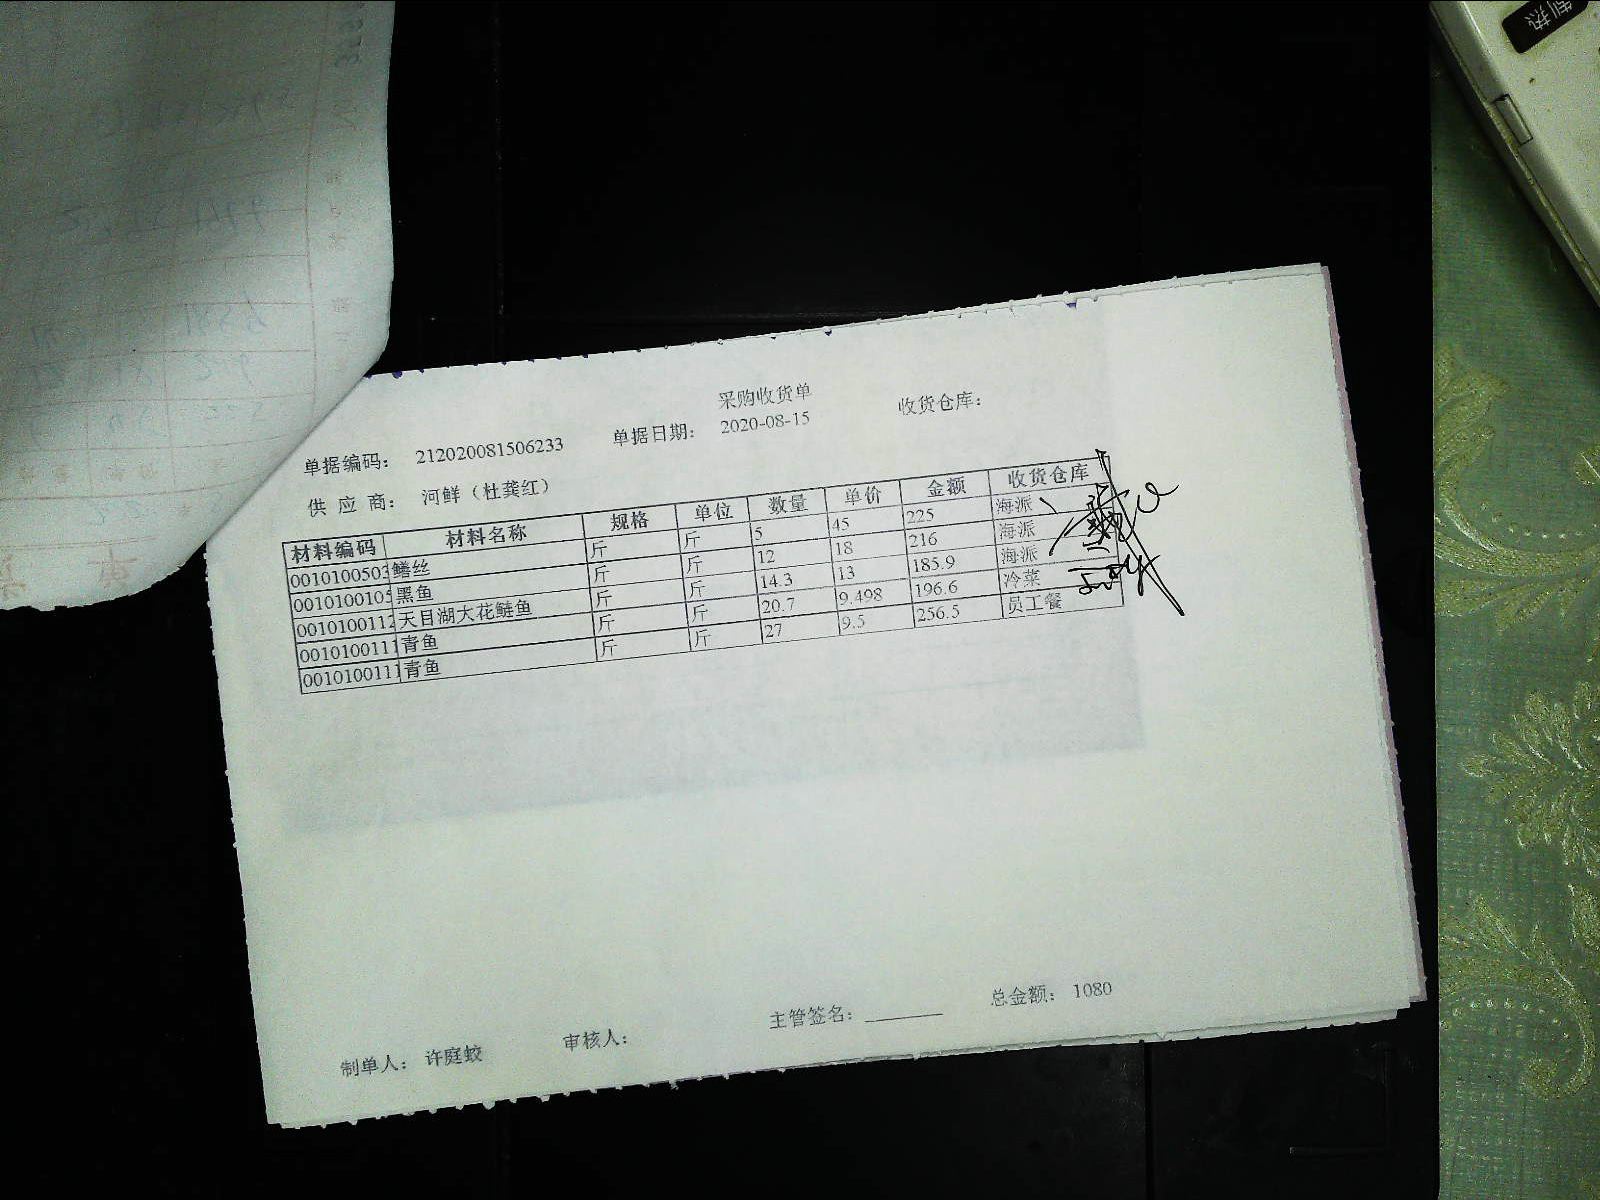 制热
采购收货单
单据编码： 212020081506233 单据日期： 2020-08-15 收货仓库：
供 应 商： 河鲜（杜龚红）
材料编码 材料名称 规格 单位 数量 单价 金额 收货仓库
0010100503 鳝丝 斤 斤 5 45 225 海派
0010100105 黑鱼 斤 斤 12 18 216 海派
0010100112 天目湖大花鲢鱼 斤 斤 14.3 13 185.9 海派
0010100111 青鱼 斤 斤 20.7 9.498 196.6 冷菜
0010100111 青鱼 斤 斤 27 9.5 256.5 员工餐
制单人： 许庭蛟 审核人： 主管签名： 总金额： 1080